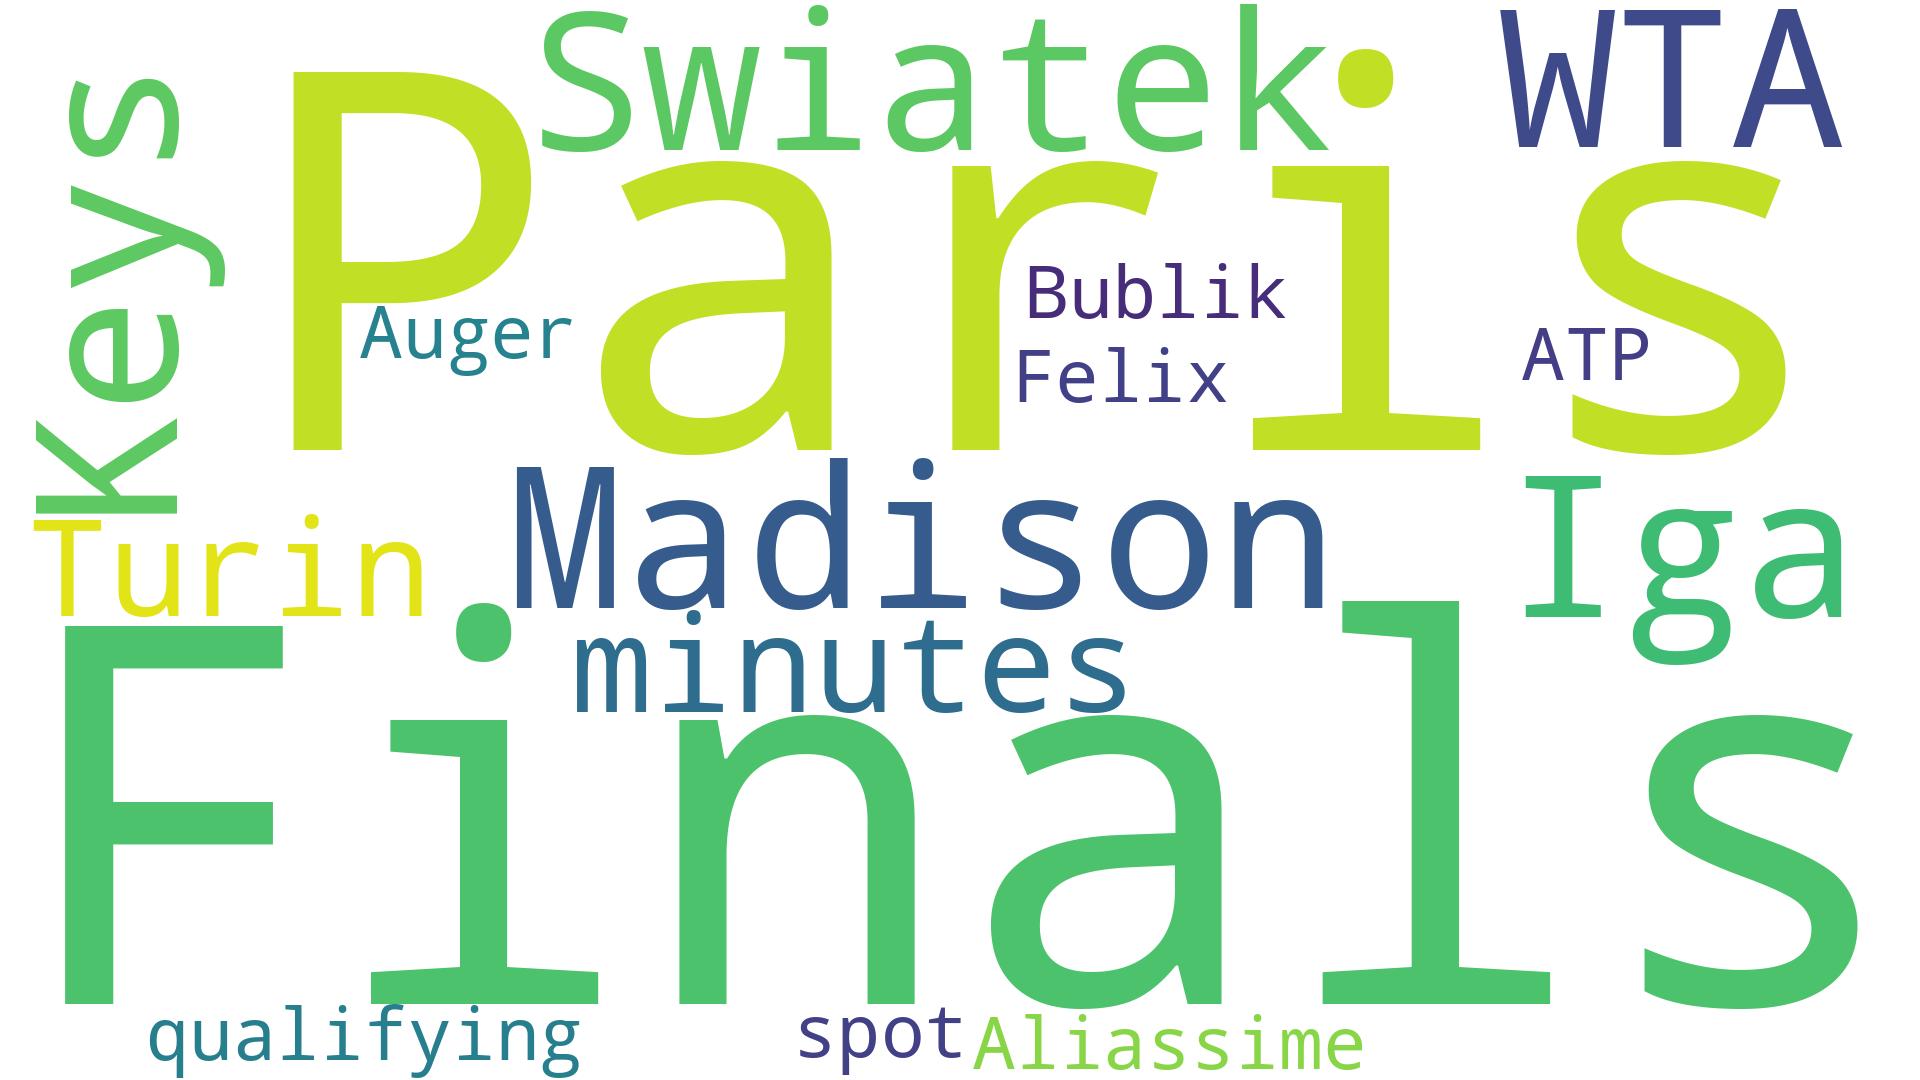 Swiatek
WTA
Keys
Paris
Bublik
Auger
ATP
Felix
Madison
Iga
Turin
minutes
Finals
qualifying
spot
Aliassime